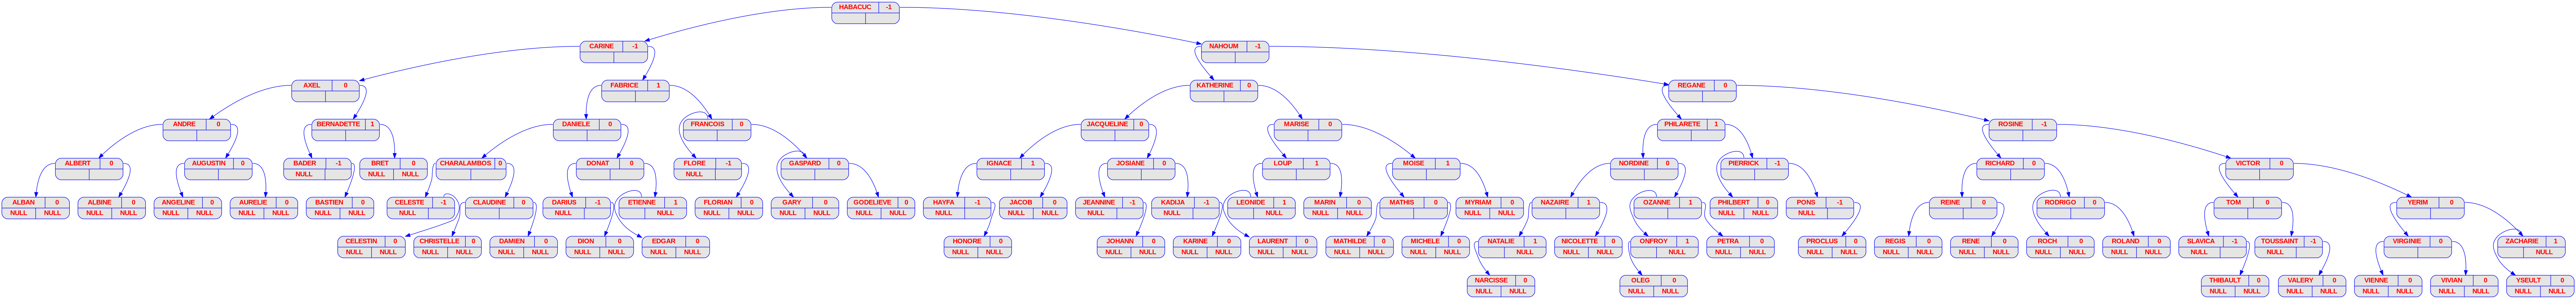 HABACUC -1
CARINE -1 NAHOUM -1
AXEL 0 FABRICE 1 KATHERINE 0 REGANE 0
ANDRE 0 BERNADETTE 1 DANIELE 0 FRANCOIS 0 JACQUELINE 0 MARISE 0 PHILARETE 1 ROSINE -1
ALBERT 0 AUGUSTIN 0 BADER -1 BRET 0 CHARALAMBOS 0 DONAT 0 FLORE -1 GASPARD 0 IGNACE 1 JOSIANE 0 LOUP 1 MOISE 1 NORDINE 0 PIERRICK -1 RICHARD 0 VICTOR 0
NULL NULL NULL NULL
ALBAN 0 ALBINE 0 ANGELINE 0 AURELIE 0 BASTIEN 0 CELESTE -1 CLAUDINE 0 DARIUS -1 ETIENNE 1 FLORIAN 0 GARY 0 GODELIEVE 0 HAYFA -1 JACOB 0 JEANNINE -1 KADIJA -1 LEONIDE 1 MARIN 0 MATHIS 0 MYRIAM 0 NAZAIRE 1 OZANNE 1 PHILBERT 0 PONS -1 REINE 0 RODRIGO 0 TOM 0 YERIM 0
NULL NULL NULL NULL NULL NULL NULL NULL NULL NULL NULL NULL NULL NULL NULL NULL NULL NULL NULL NULL NULL NULL NULL NULL NULL NULL NULL NULL NULL NULL NULL NULL NULL NULL NULL NULL
CELESTIN 0 CHRISTELLE 0 DAMIEN 0 DION 0 EDGAR 0 HONORE 0 JOHANN 0 KARINE 0 LAURENT 0 MATHILDE 0 MICHELE 0 NATALIE 1 NICOLETTE 0 ONFROY 1 PETRA 0 PROCLUS 0 REGIS 0 RENE 0 ROCH 0 ROLAND 0 SLAVICA -1 TOUSSAINT -1 VIRGINIE 0 ZACHARIE 1
NULL NULL NULL NULL NULL NULL NULL NULL NULL NULL NULL NULL NULL NULL NULL NULL NULL NULL NULL NULL NULL NULL NULL NULL NULL NULL NULL NULL NULL NULL NULL NULL NULL NULL NULL NULL NULL NULL NULL NULL NULL
NARCISSE 0 OLEG 0 THIBAULT 0 VALERY 0 VIENNE 0 VIVIAN 0 YSEULT 0
NULL NULL NULL NULL NULL NULL NULL NULL NULL NULL NULL NULL NULL NULL